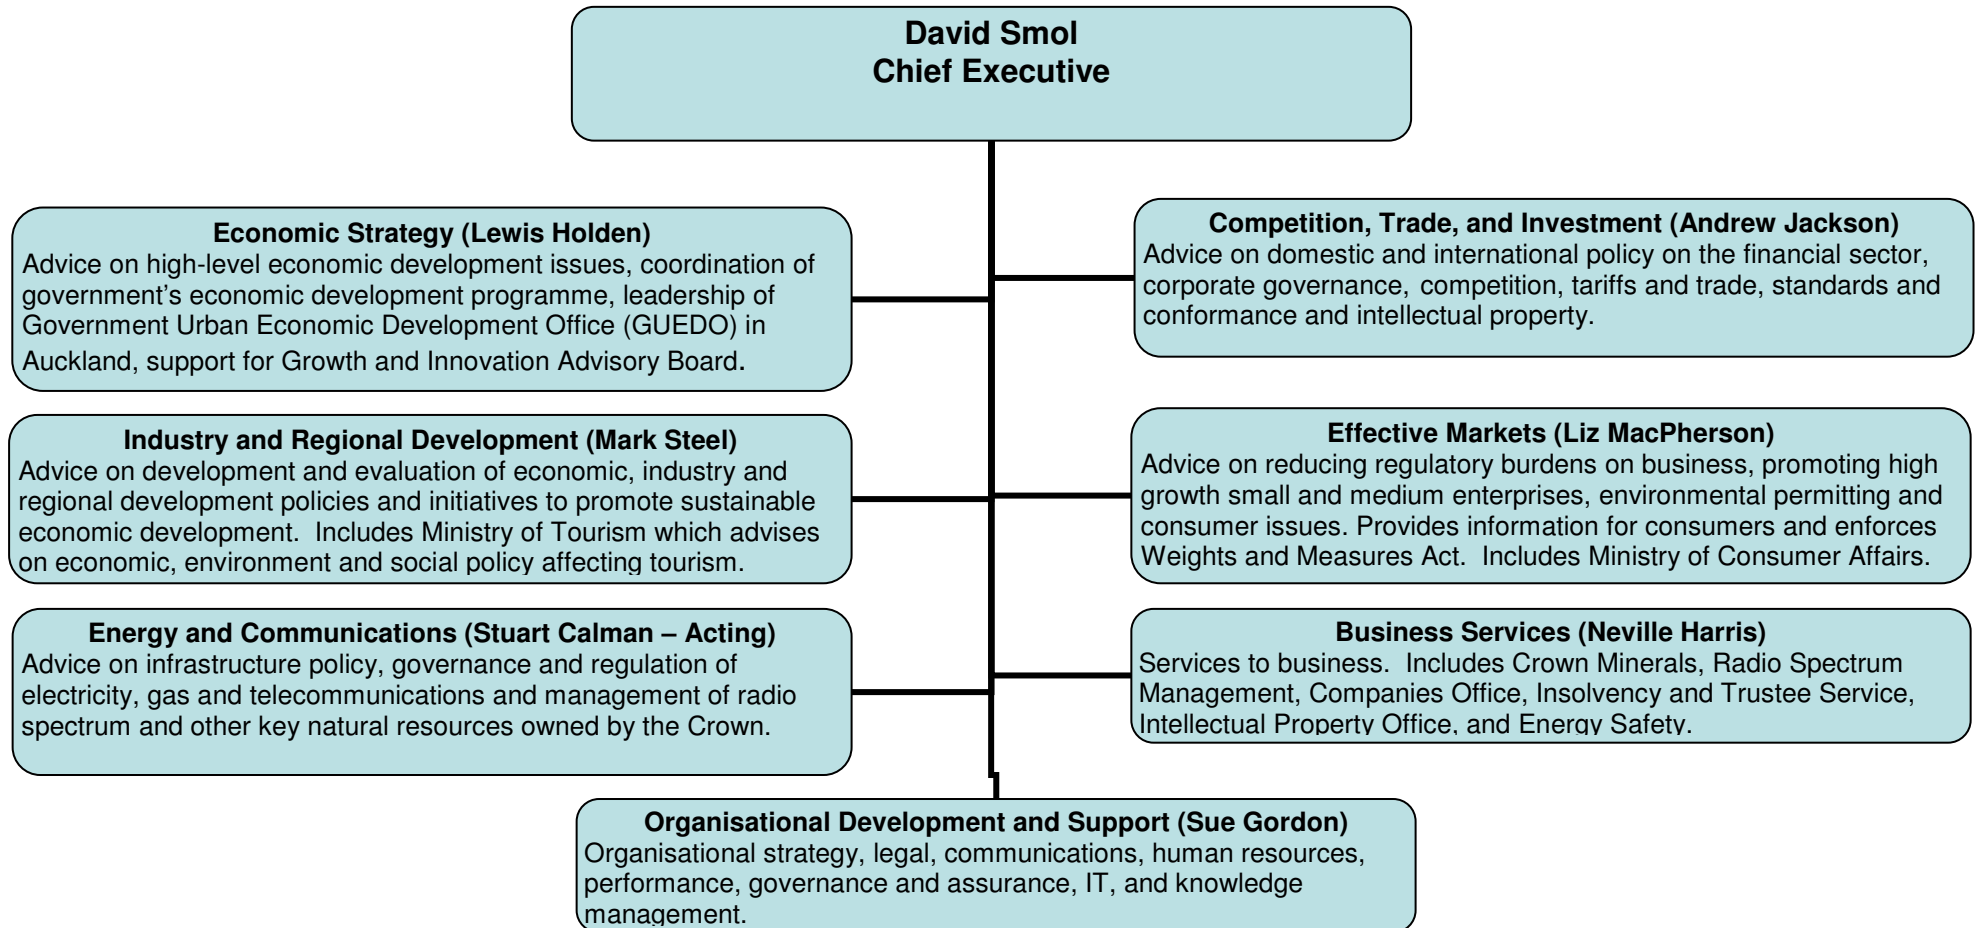 David Smol
Chief Executive
Economic Strategy (Lewis Holden)
Advice on high-level economic development issues, coordination of
government’s economic development programme, leadership of
Government Urban Economic Development Office (GUEDO) in
Auckland, support for Growth and Innovation Advisory Board.
Competition, Trade, and Investment (Andrew Jackson)
Advice on domestic and international policy on the financial sector,
corporate governance, competition, tariffs and trade, standards and
conformance and intellectual property.
Industry and Regional Development (Mark Steel)
Advice on development and evaluation of economic, industry and
regional development policies and initiatives to promote sustainable
economic development.  Includes Ministry of Tourism which advises
on economic, environment and social policy affecting tourism.
Effective Markets (Liz MacPherson)
Advice on reducing regulatory burdens on business, promoting high
growth small and medium enterprises, environmental permitting and
consumer issues. Provides information for consumers and enforces
Weights and Measures Act.  Includes Ministry of Consumer Affairs.
Energy and Communications (Stuart Calman – Acting)
Advice on infrastructure policy, governance and regulation of
electricity, gas and telecommunications and management of radio
spectrum and other key natural resources owned by the Crown.
Business Services (Neville Harris)
Services to business.  Includes Crown Minerals, Radio Spectrum
Management, Companies Office, Insolvency and Trustee Service,
Intellectual Property Office, and Energy Safety.
Organisational Development and Support (Sue Gordon)
Organisational strategy, legal, communications, human resources,
performance, governance and assurance, IT, and knowledge
management.